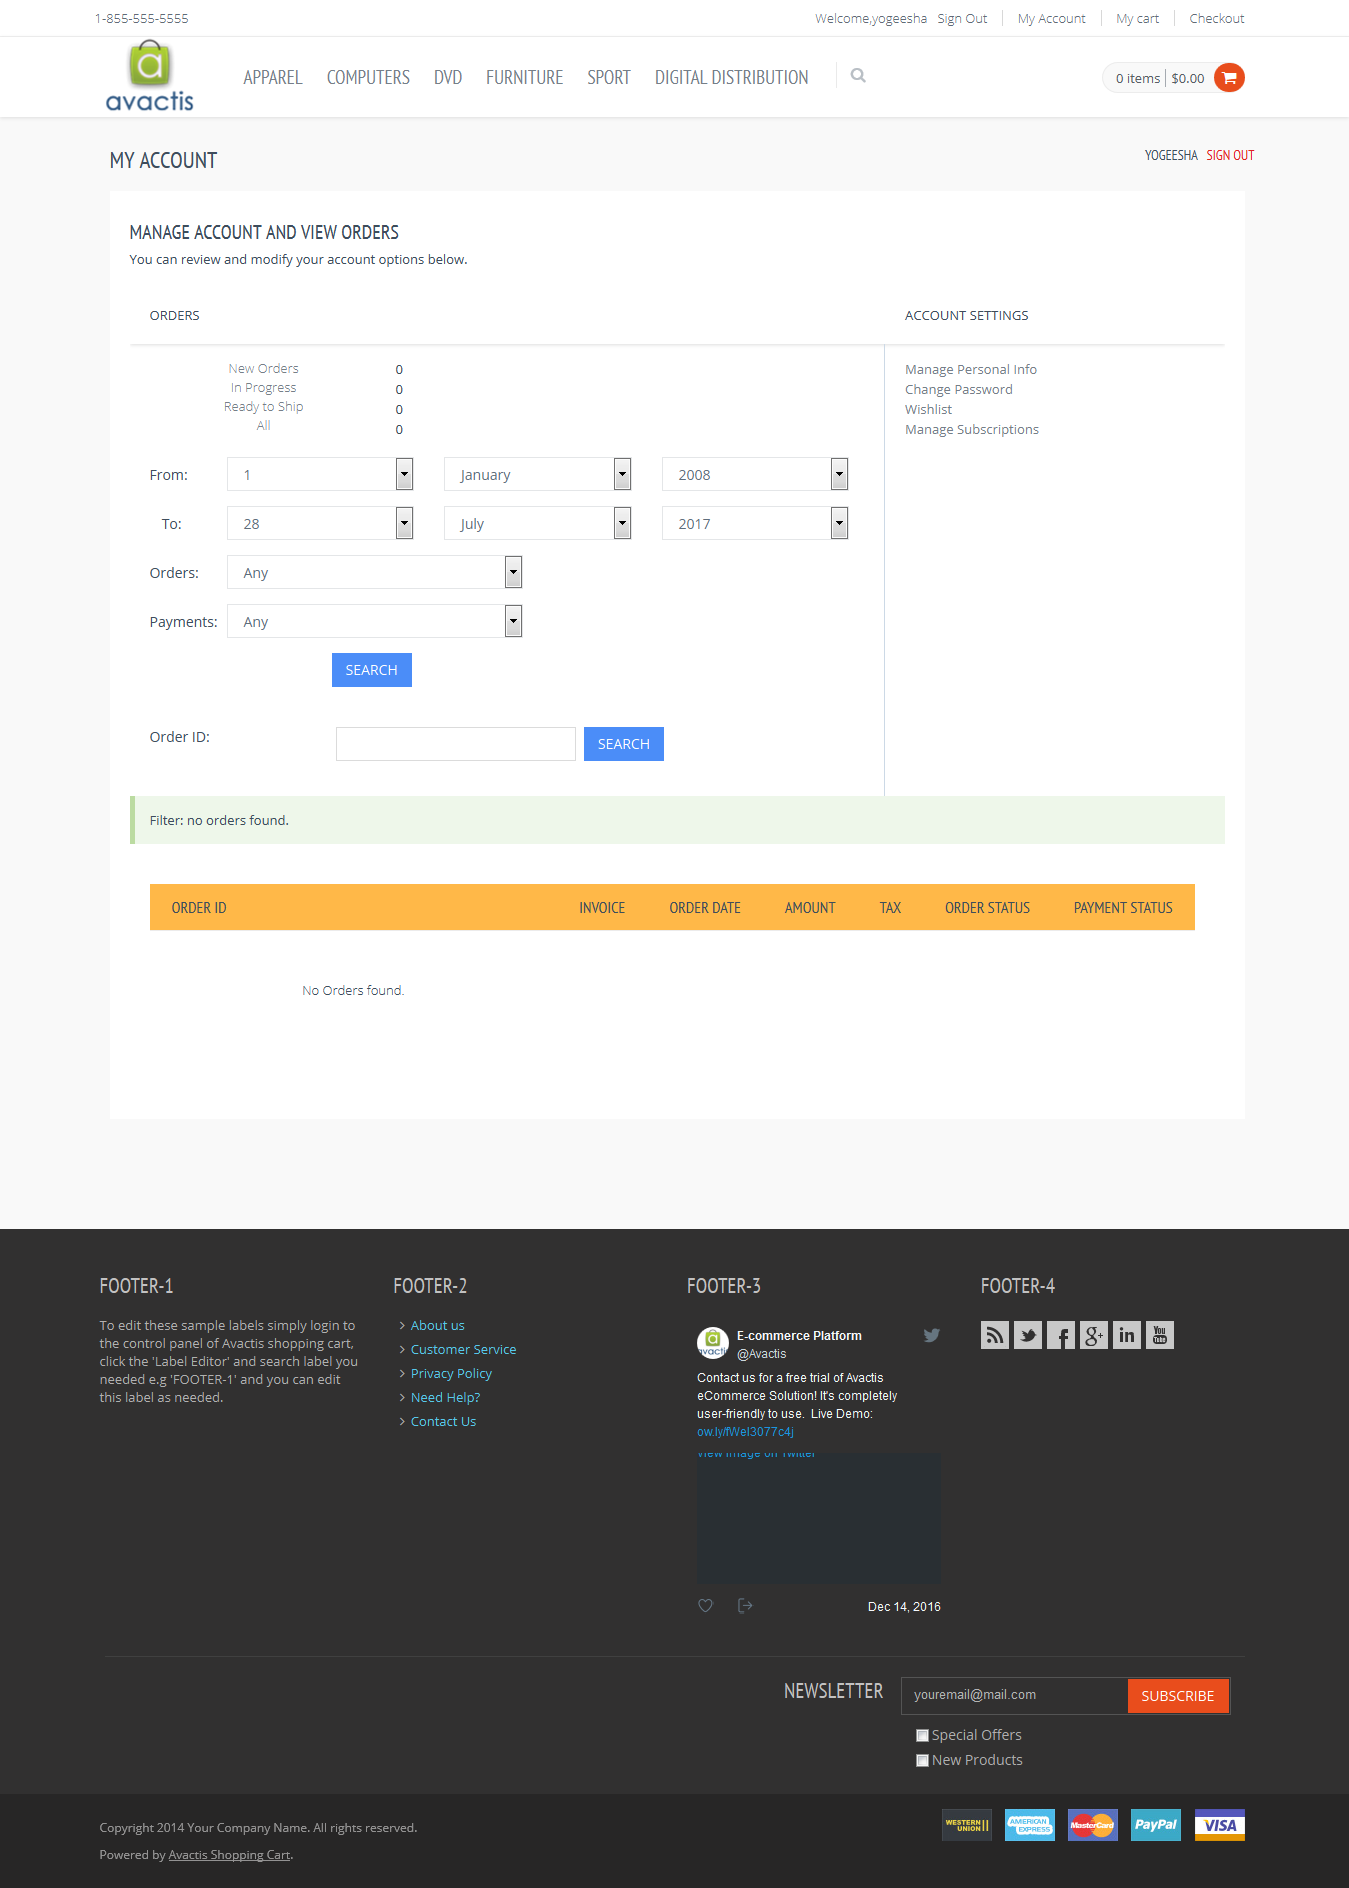 1-855-555-5555
Welcome,yogeesha Sign Out My Account My cart Checkout
avactis
APPAREL COMPUTERS DVD FURNITURE SPORT DIGITAL DISTRIBUTION
0 items $0.00
MY ACCOUNT
YOGEESHA SIGN OUT
MANAGE ACCOUNT AND VIEW ORDERS
You can review and modify your account options below.
ORDERS
ACCOUNT SETTINGS
New Orders 0
In Progress 0
Ready to Ship 0
All 0
Manage Personal Info
Change Password
Wishlist
Manage Subscriptions
From: 1 January 2008
To: 28 July 2017
Orders: Any
Payments: Any
SEARCH
Order ID: SEARCH
Filter: no orders found.
ORDER ID INVOICE ORDER DATE AMOUNT TAX ORDER STATUS PAYMENT STATUS
No Orders found.
FOOTER-1
To edit these sample labels simply login to
the control panel of Avactis shopping cart,
click the 'Label Editor' and search label you
needed e.g 'FOOTER-1' and you can edit
this label as needed.
FOOTER-2
About us
Customer Service
Privacy Policy
Need Help?
Contact Us
FOOTER-3
avactis
E-commerce Platform
@Avactis
Contact us for a free trial of Avactis
eCommerce Solution! It's completely
user-friendly to use. Live Demo:
ow.ly/fWeI3077c4j
View image on Twitter
Dec 14, 2016
FOOTER-4
You Tube
NEWSLETTER
youremail@mail.com
SUBSCRIBE
Special Offers
New Products
Copyright 2014 Your Company Name. All rights reserved.
Powered by Avactis Shopping Cart.
WESTERN UNION
AMERICAN EXPRESS
MasterCard
PayPal
VISA